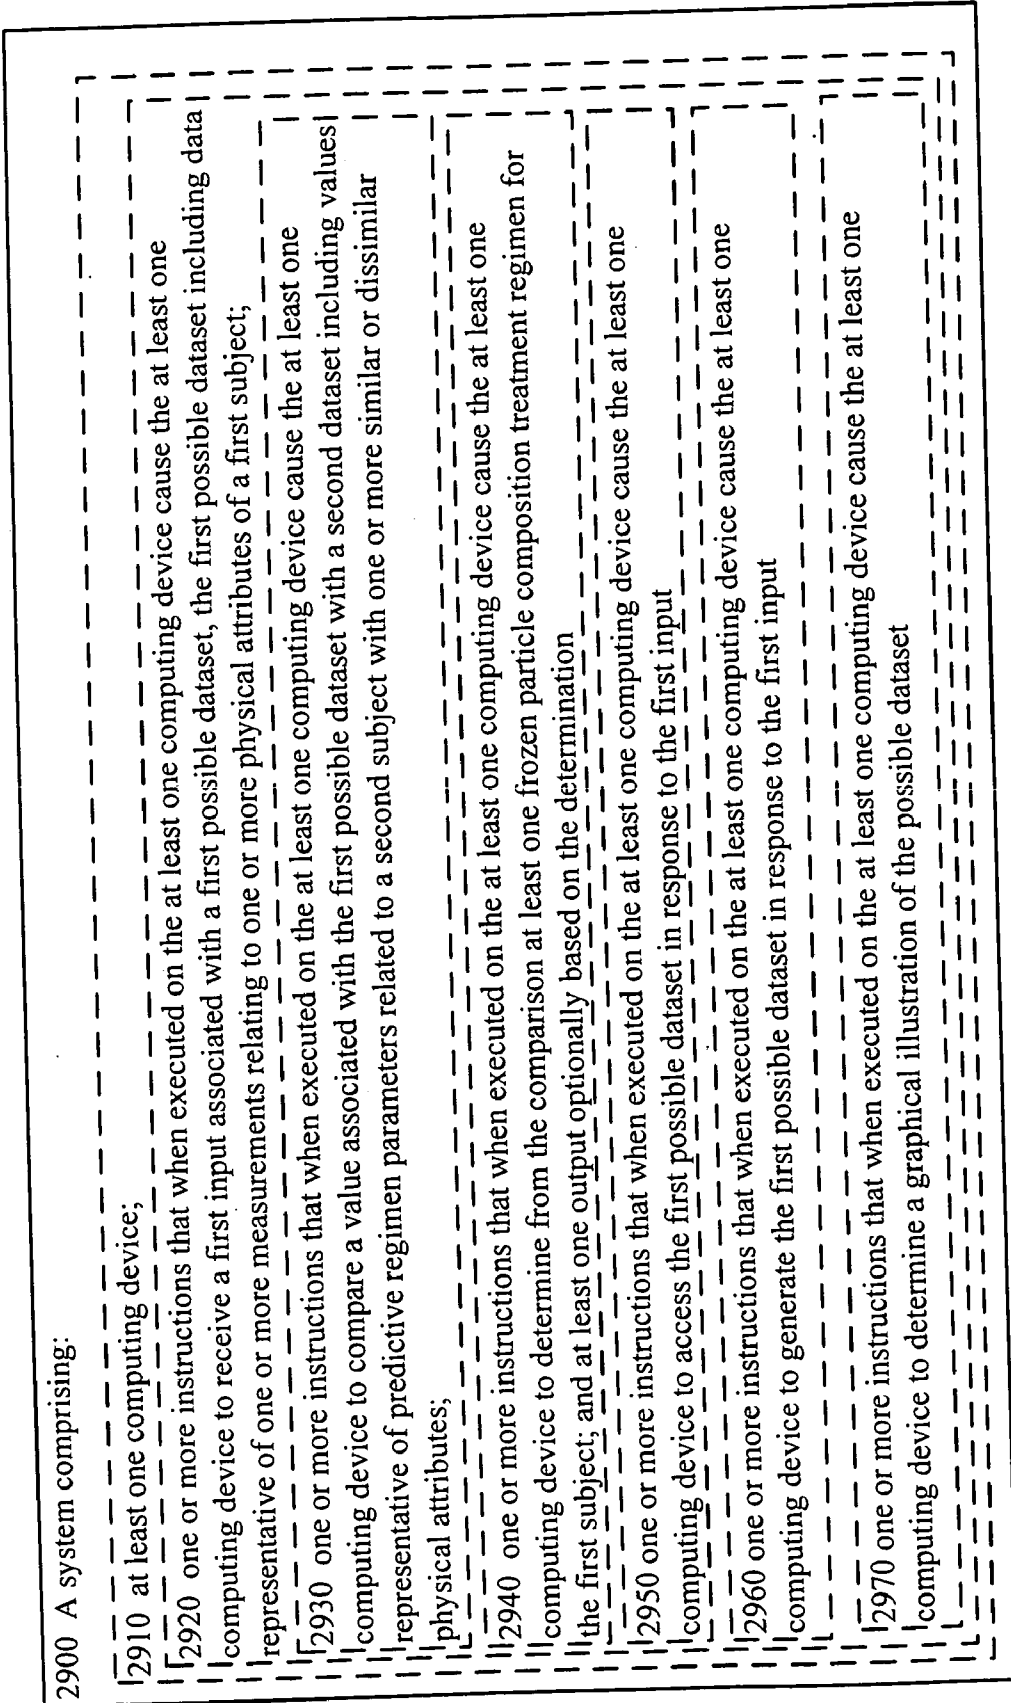 2900 A system comprising:
2910 at least one computing device;
2920 one or more instructions that when executed on the at least one computing device cause the at least one
computing device to receive a first input associated with a first possible dataset, the first possible dataset including data
representative of one or more measurements relating to one or more physical attributes of a first subject;
2930 one or more instructions that when executed on the at least one computing device cause the at least one
computing device to compare a value associated with the first possible dataset with a second dataset including values
representative of predictive regimen parameters related to a second subject with one or more similar or dissimilar
physical attributes;
2940 one or more instructions that when executed on the at least one computing device cause the at least one
computing device to determine from the comparison at least one frozen particle composition treatment regimen for
the first subject; and at least one output optionally based on the determination
2950 one or more instructions that when executed on the at least one computing device cause the at least one
computing device to access the first possible dataset in response to the first input
2960 one or more instructions that when executed on the at least one computing device cause the at least one
computing device to generate the first possible dataset in response to the first input
2970 one or more instructions that when executed on the at least one computing device cause the at least one
computing device to determine a graphical illustration of the possible dataset